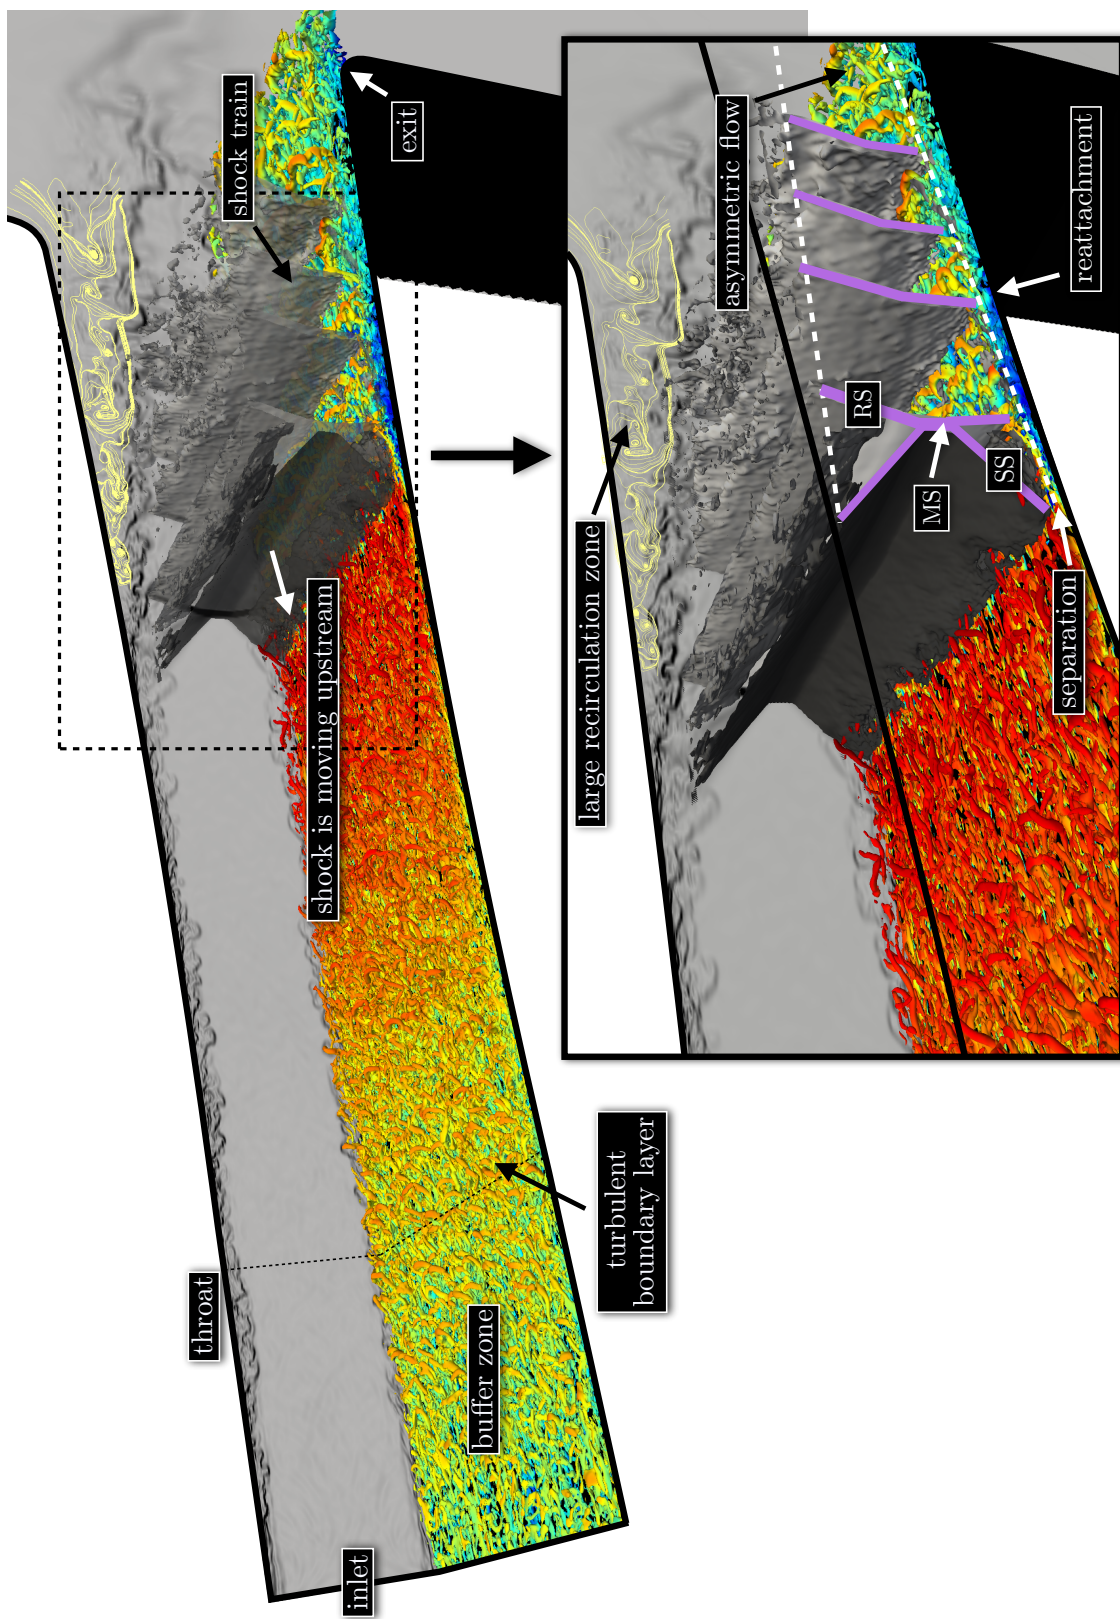 inlet
throat
buffer zone
turbulent
boundary layer
shock is moving upstream
shock train
exit
large recirculation zone
asymmetric flow
RS
MS
SS
separation
reattachment